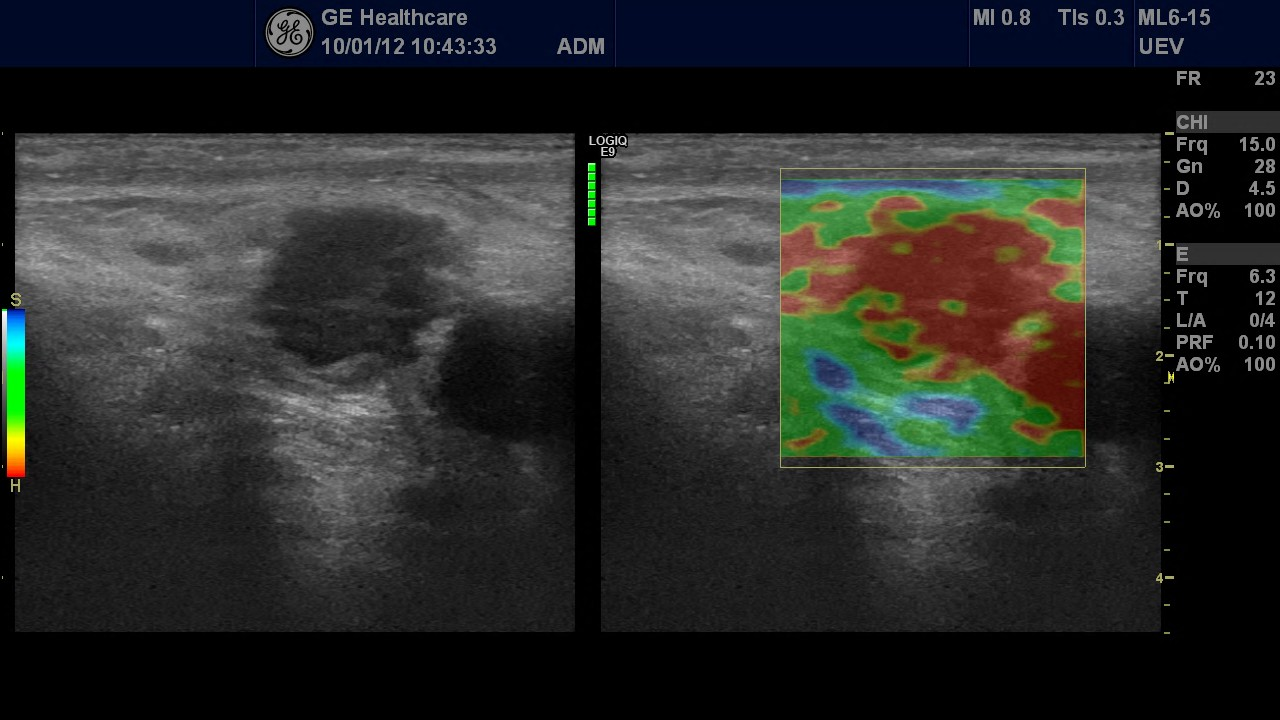 GE Healthcare
10/01/12 10:43:33 ADM
MI 0.8 TIs 0.3
ML6-15
UEV
FR 23
CHI
Frq 15.0
Gn 28
D 4.5
AO% 100
E
Frq 6.3
T 12
L/A 0/4
PRF 0.10
AO% 100
LOGIQ
E9
S
H
1
2
3
4